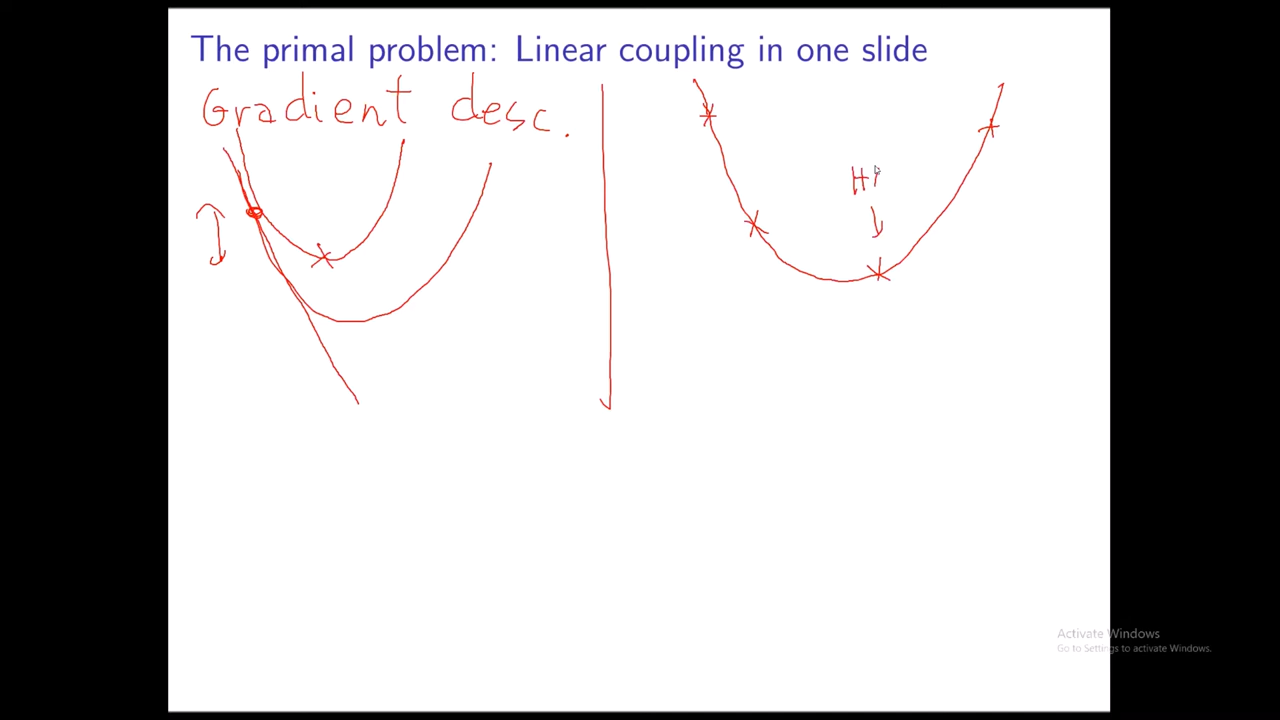 The primal problem: Linear coupling in one slide
Gradient desc.
Hi
Activate Windows
Go to Settings to activate Windows.